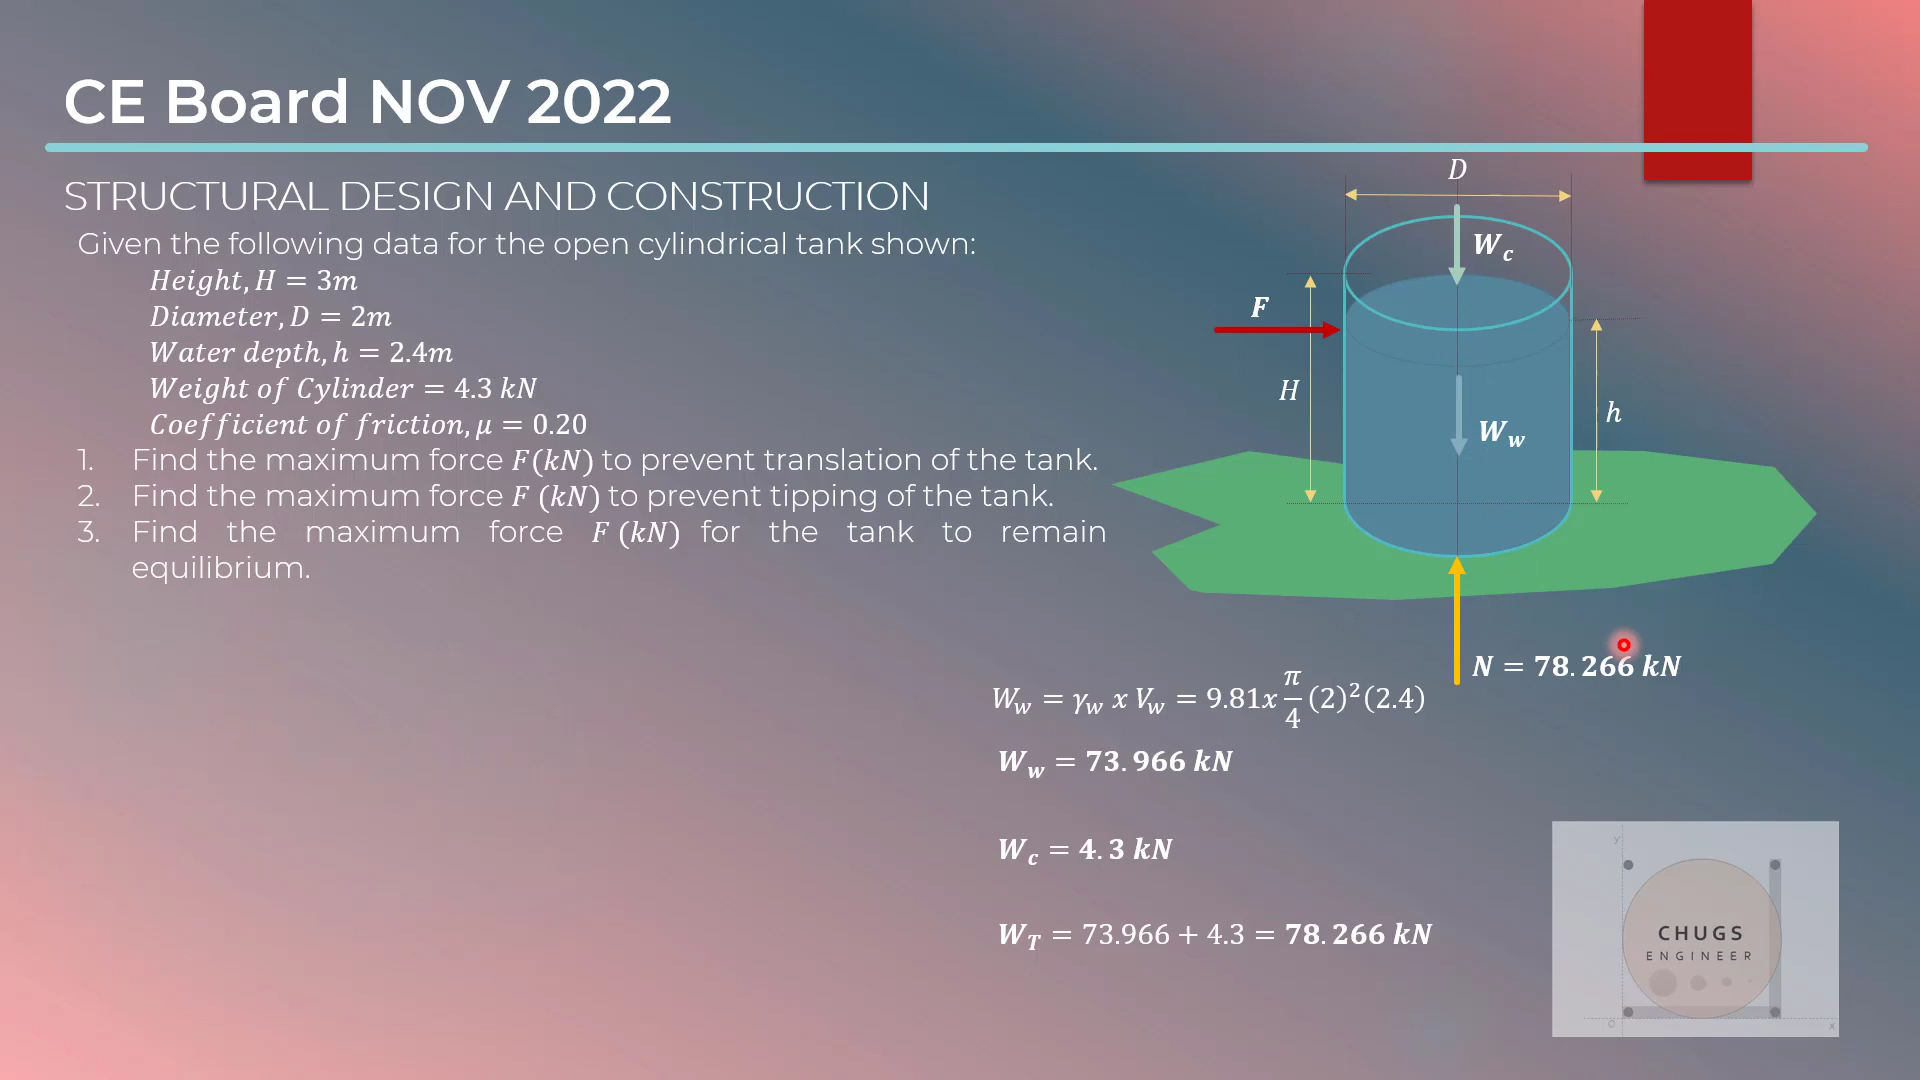 CE Board NOV 2022
STRUCTURAL DESIGN AND CONSTRUCTION
Given the following data for the open cylindrical tank shown:
Height, H = 3m
Diameter, D = 2m
Water depth, h = 2.4m
Weight of Cylinder = 4.3 kN
Coefficient of friction, μ = 0.20
1. Find the maximum force F(kN) to prevent translation of the tank.
2. Find the maximum force F (kN) to prevent tipping of the tank.
3. Find the maximum force F (kN) for the tank to remain
equilibrium.
D
W_c
F
H
h
W_w
N = 78.266 kN
W_w = γ_w x V_w = 9.81x π/4 (2)²(2.4)
W_w = 73.966 kN
W_c = 4.3 kN
W_T = 73.966 + 4.3 = 78.266 kN
y
CHUGS
ENGINEER
O
x